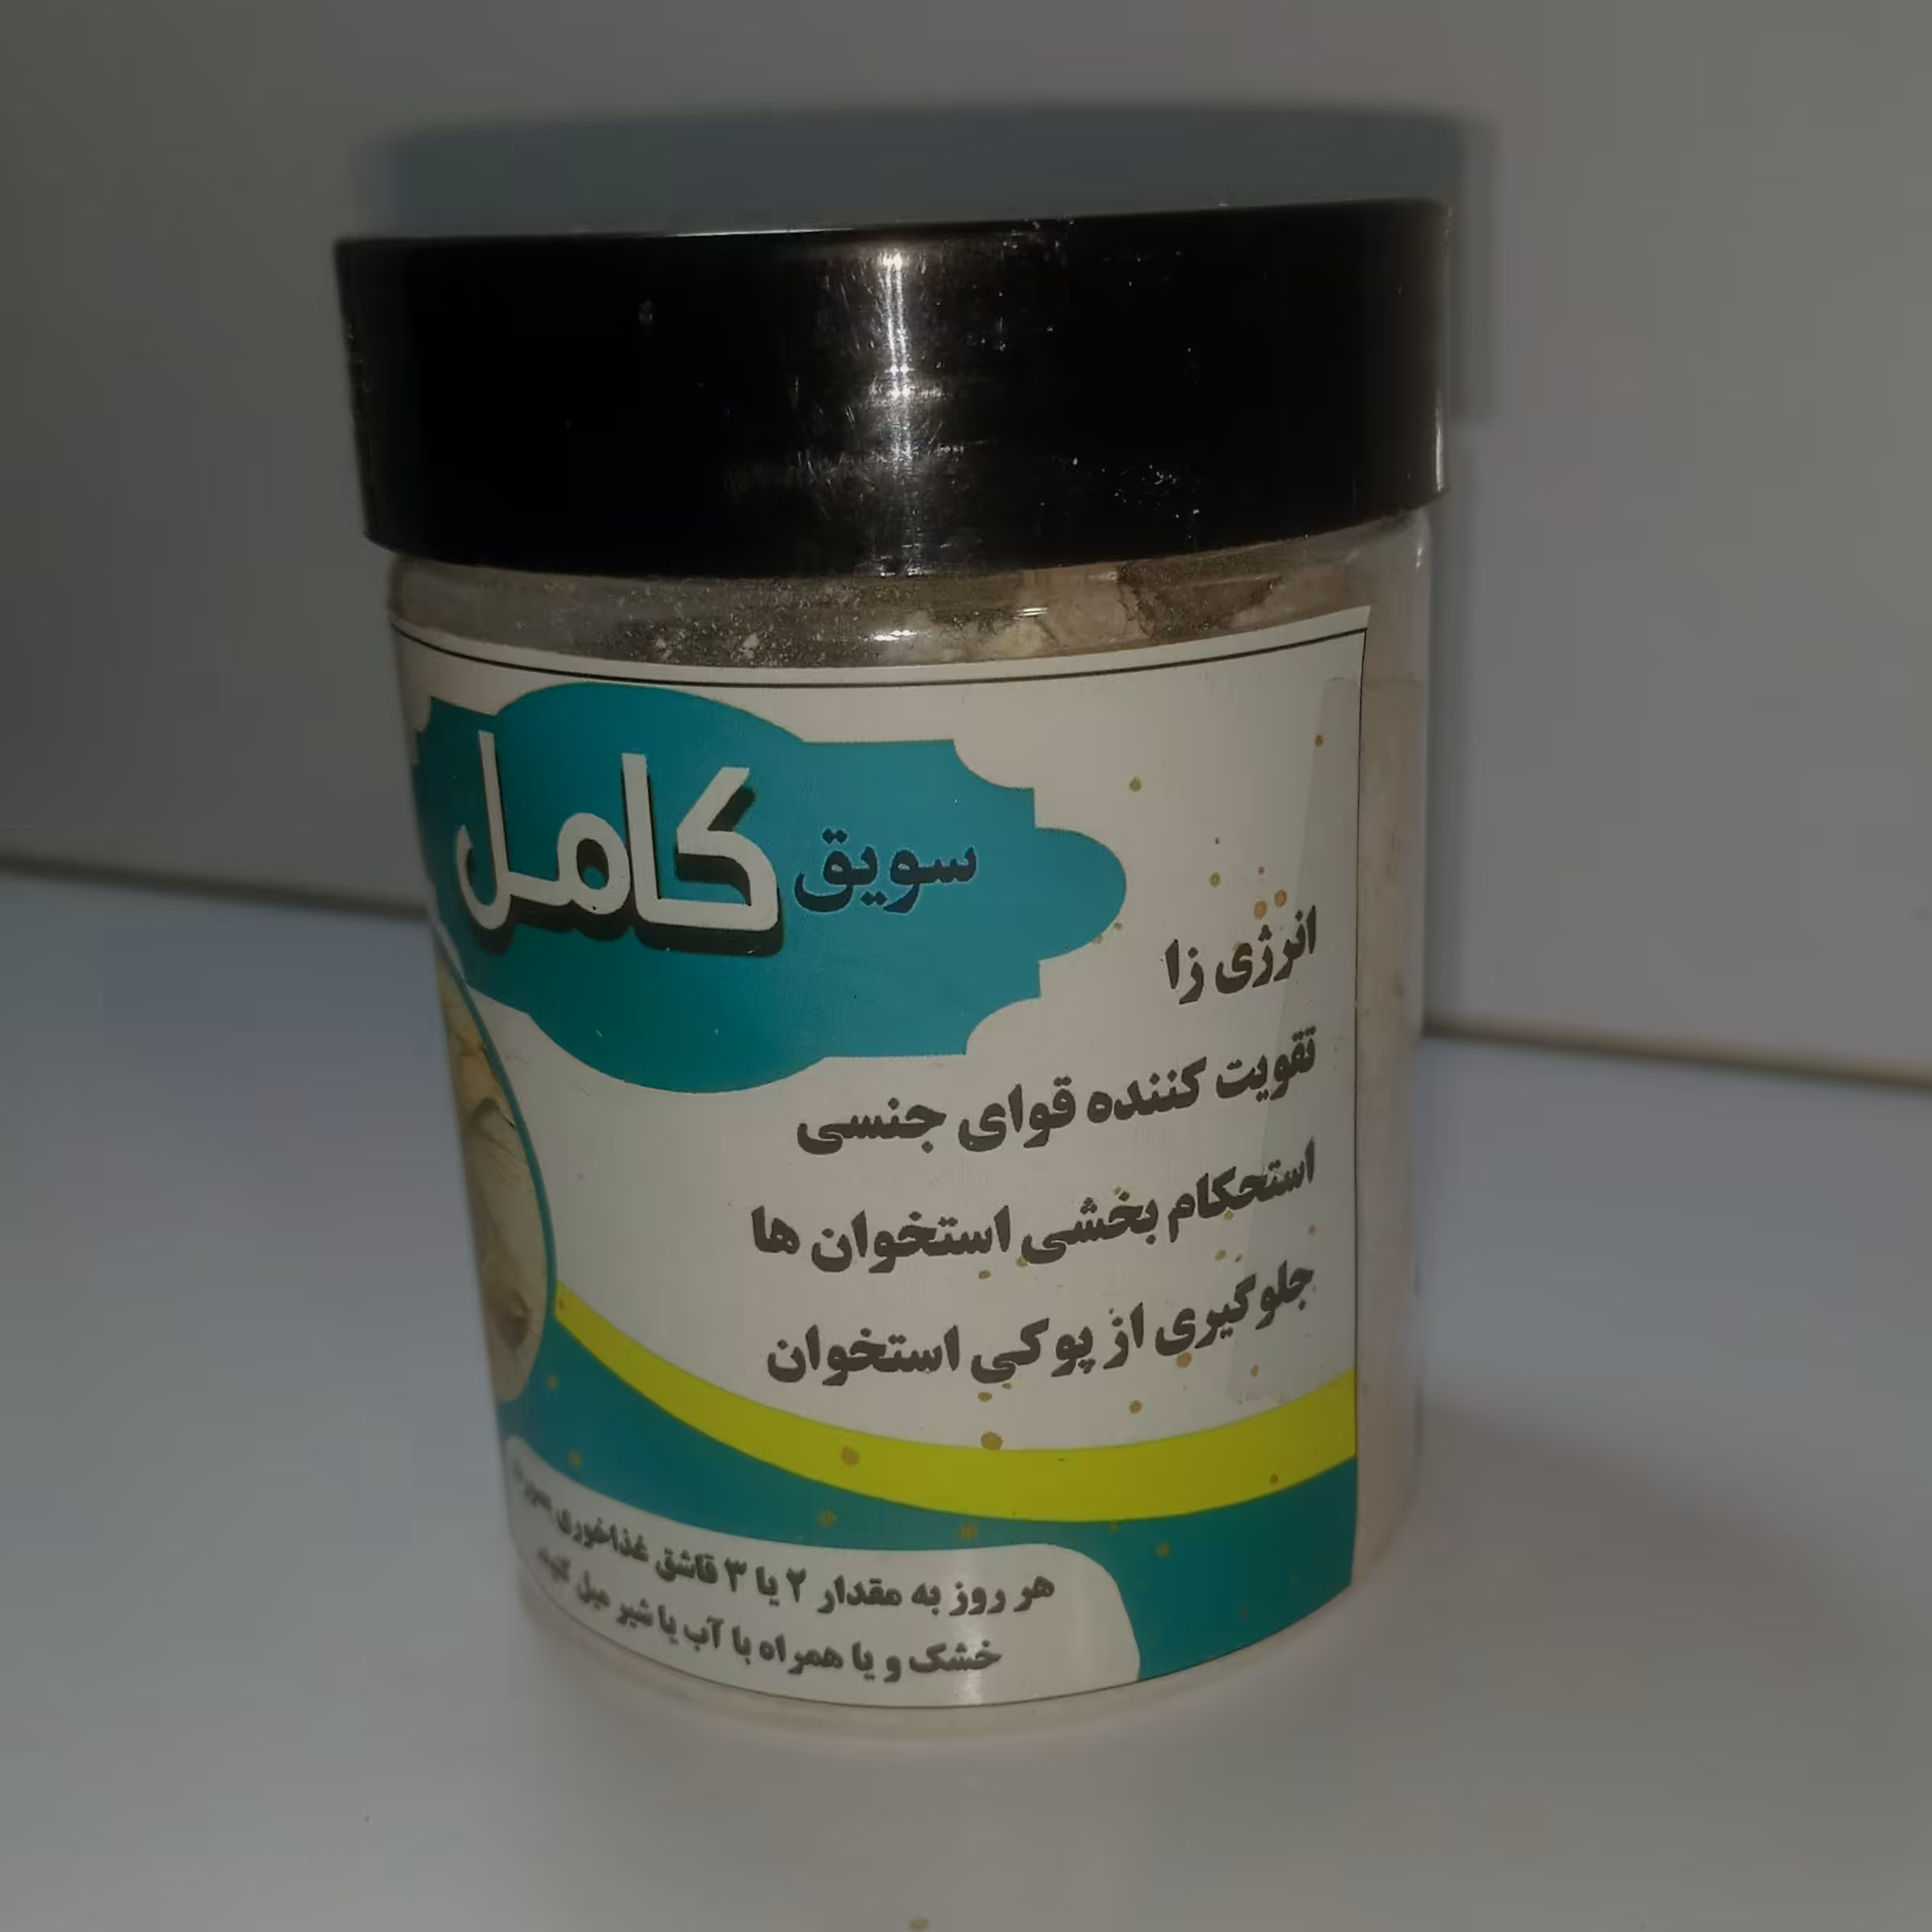 سویق کامل
انرژی زا
تقویت کننده قوای جنسی
استحکام بخشی استخوان ها
جلوگیری از پوکی استخوان
هر روز به مقدار ۲ یا ۳ قاشق غذاخوری
خشک و یا همراه با آب یا شیر میل